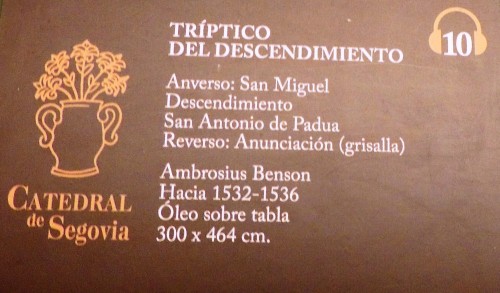 TRÍPTICO
DEL DESCENDIMIENTO
10
Anverso: San Miguel
Descendimiento
San Antonio de Padua
Reverso: Anunciación (grisalla)
Ambrosius Benson
Hacia 1532-1536
Óleo sobre tabla
300 x 464 cm.
CATEDRAL
de Segovia